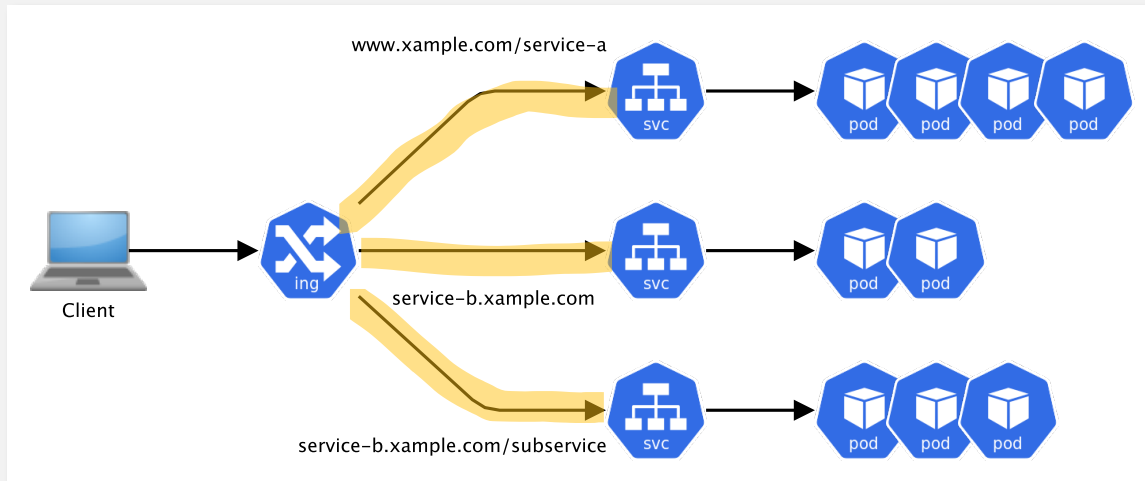 www.xample.com/service-a
svc
pod pod pod pod
Client
ing
service-b.xample.com
svc
pod pod
service-b.xample.com/subservice
svc
pod pod pod